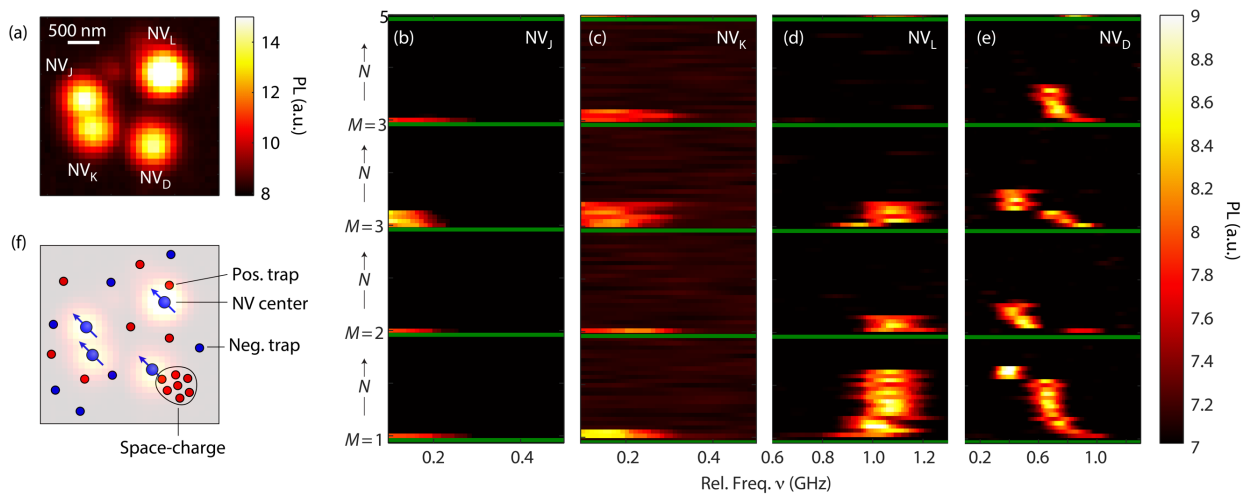 (a)
500 nm
NV_L
NV_J
NV_K
NV_D
14
12
10
8
PL (a.u.)
(f)
Pos. trap
NV center
Neg. trap
Space-charge
(b)
NV_J
(c)
NV_K
(d)
NV_L
(e)
NV_D
5
N
M=3
N
M=3
N
M=2
N
M=1
0.2
0.4
0.2
0.4
0.6
1.0
1.2
0.2
0.6
1.0
Rel. Freq. ν (GHz)
9
8.8
8.6
8.4
8.2
8
7.8
7.6
7.4
7.2
7
PL (a.u.)